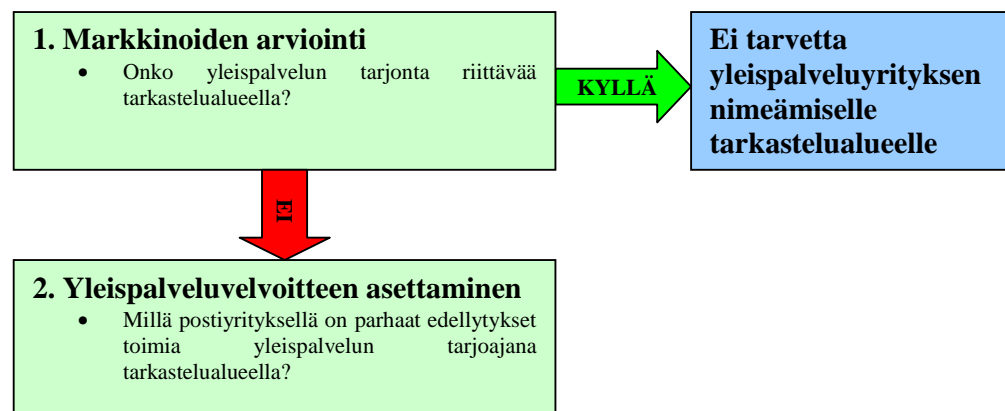 1. Markkinoiden arviointi
• Onko yleispalvelun tarjonta riittävää
tarkastelualueella?
KYLLÄ
Ei tarvetta
yleispalveluyrityksen
nimeämiselle
tarkastelualueelle
EI
2. Yleispalveluvelvoitteen asettaminen
• Millä postiyrityksellä on parhaat edellytykset
toimia yleispalvelun tarjoajana
tarkastelualueella?